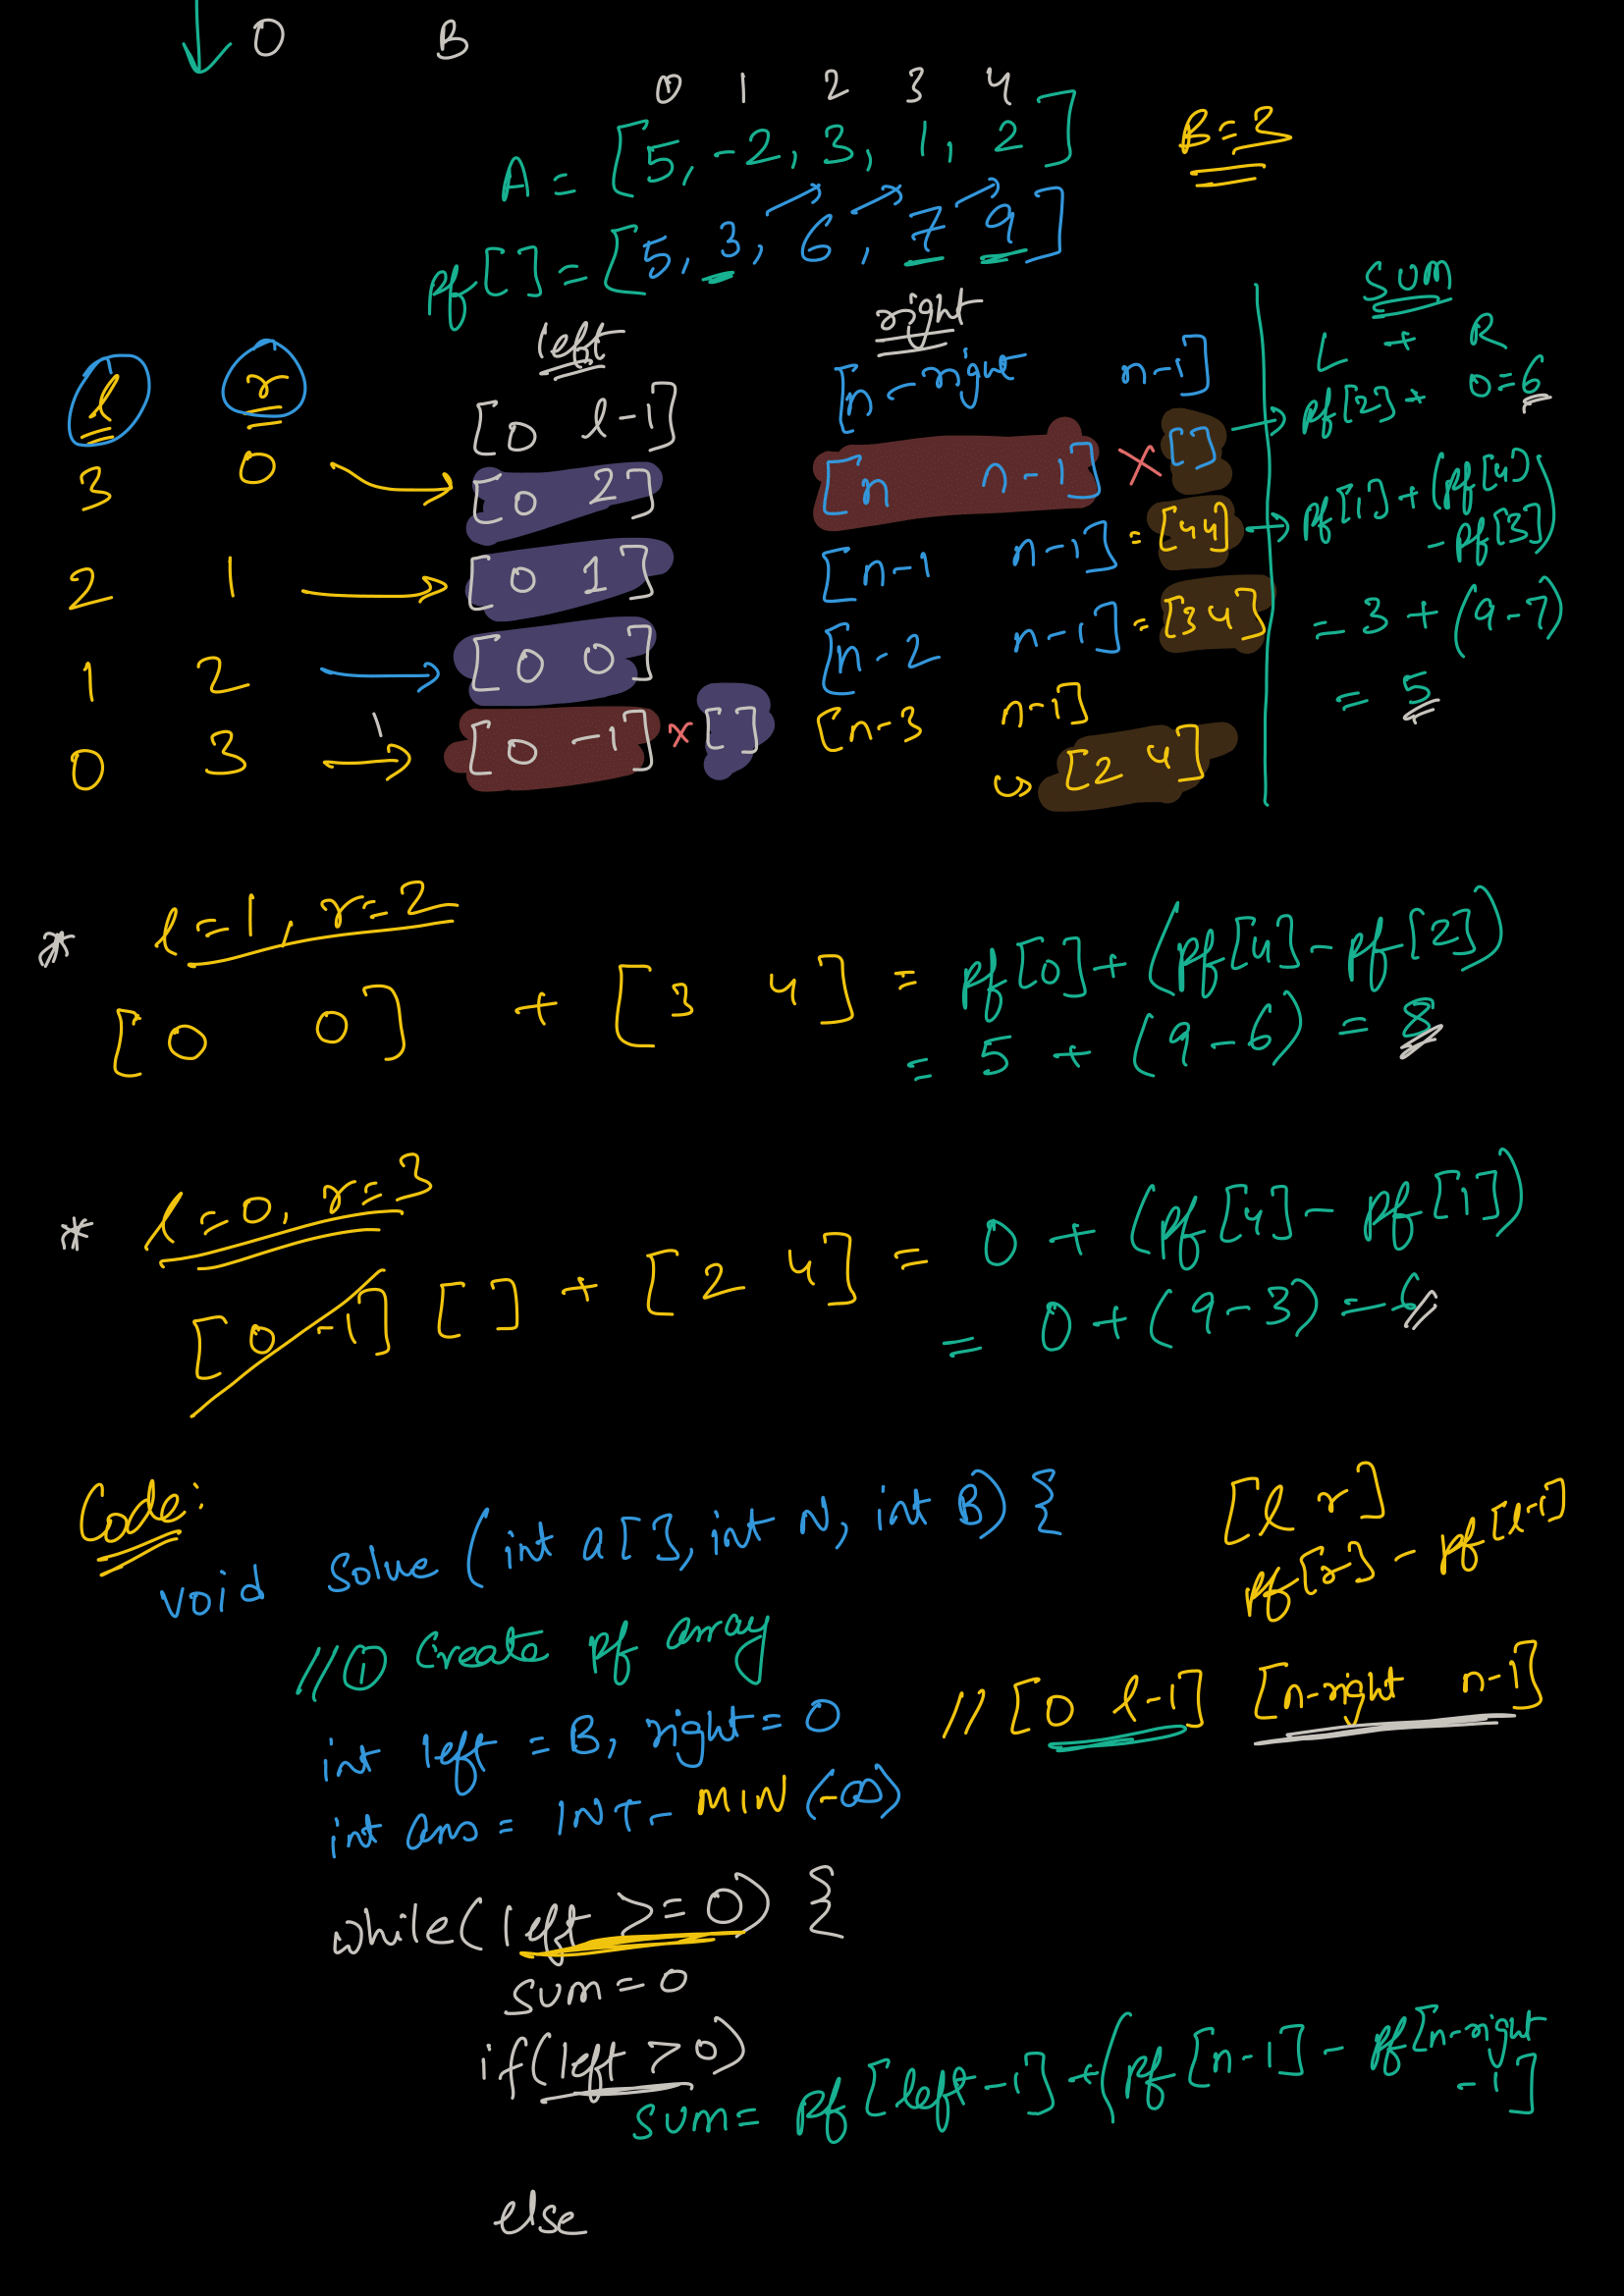 0 B
0 1 2 3 4
A = [5, -2, 3, 1, 2] B=3
pf[] = [5, 3, 6, 7 9]
left right sum
l r [0 l-1] [n-right n-1] L + R
3 0 [0 2] [n n-1] × [] → pf[2] + 0=6
2 1 [0 1] [n-1 n-1] = [4 4] → pf[1] + (pf[4] - pf[3])
1 2 [0 0] [n-2 n-1] = [3 4] = 3 + (9-7)
= 5
0 3 [0 -1] × [] [n-3 n-1]
↪ [2 4]
* l=1, r=2
[0 0] + [3 4] = pf[0] + (pf[4] - pf[2])
= 5 + (9-6) = 8
* l=0, r=3
[0 -1] [] + [2 4] = 0 + (pf[4] - pf[1])
= 0 + (9-3) = 6
Code:
void solve (int a[], int N, int B) {
[l r]
pf[r] - pf[l-1]
//① Create pf array
int left = B, right = 0 // [0 l-1] [n-right n-1]
int ans = INT_MIN (-∞)
while(left >= 0) {
sum = 0
if(left > 0)
sum = pf[left-1] + (pf[n-1] - pf[n-right-1]
else